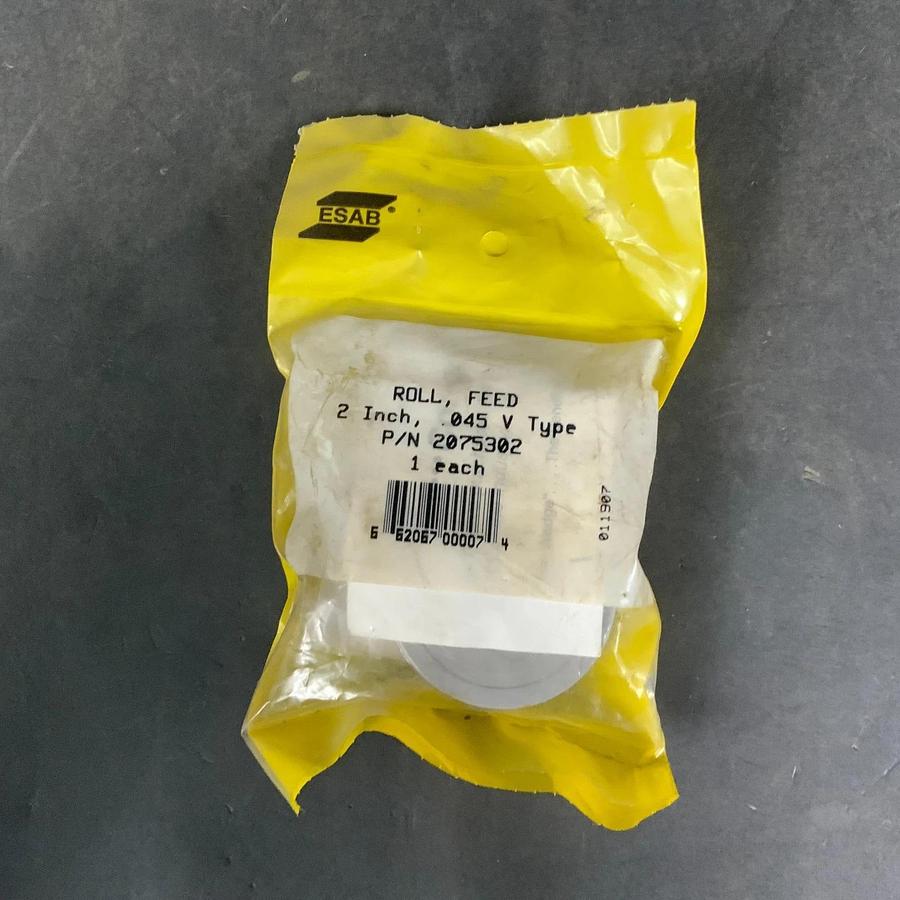 ESAB®
ROLL, FEED
2 Inch, .045 V Type
P/N 2075302
1 each
6 62067 00007 4
011907